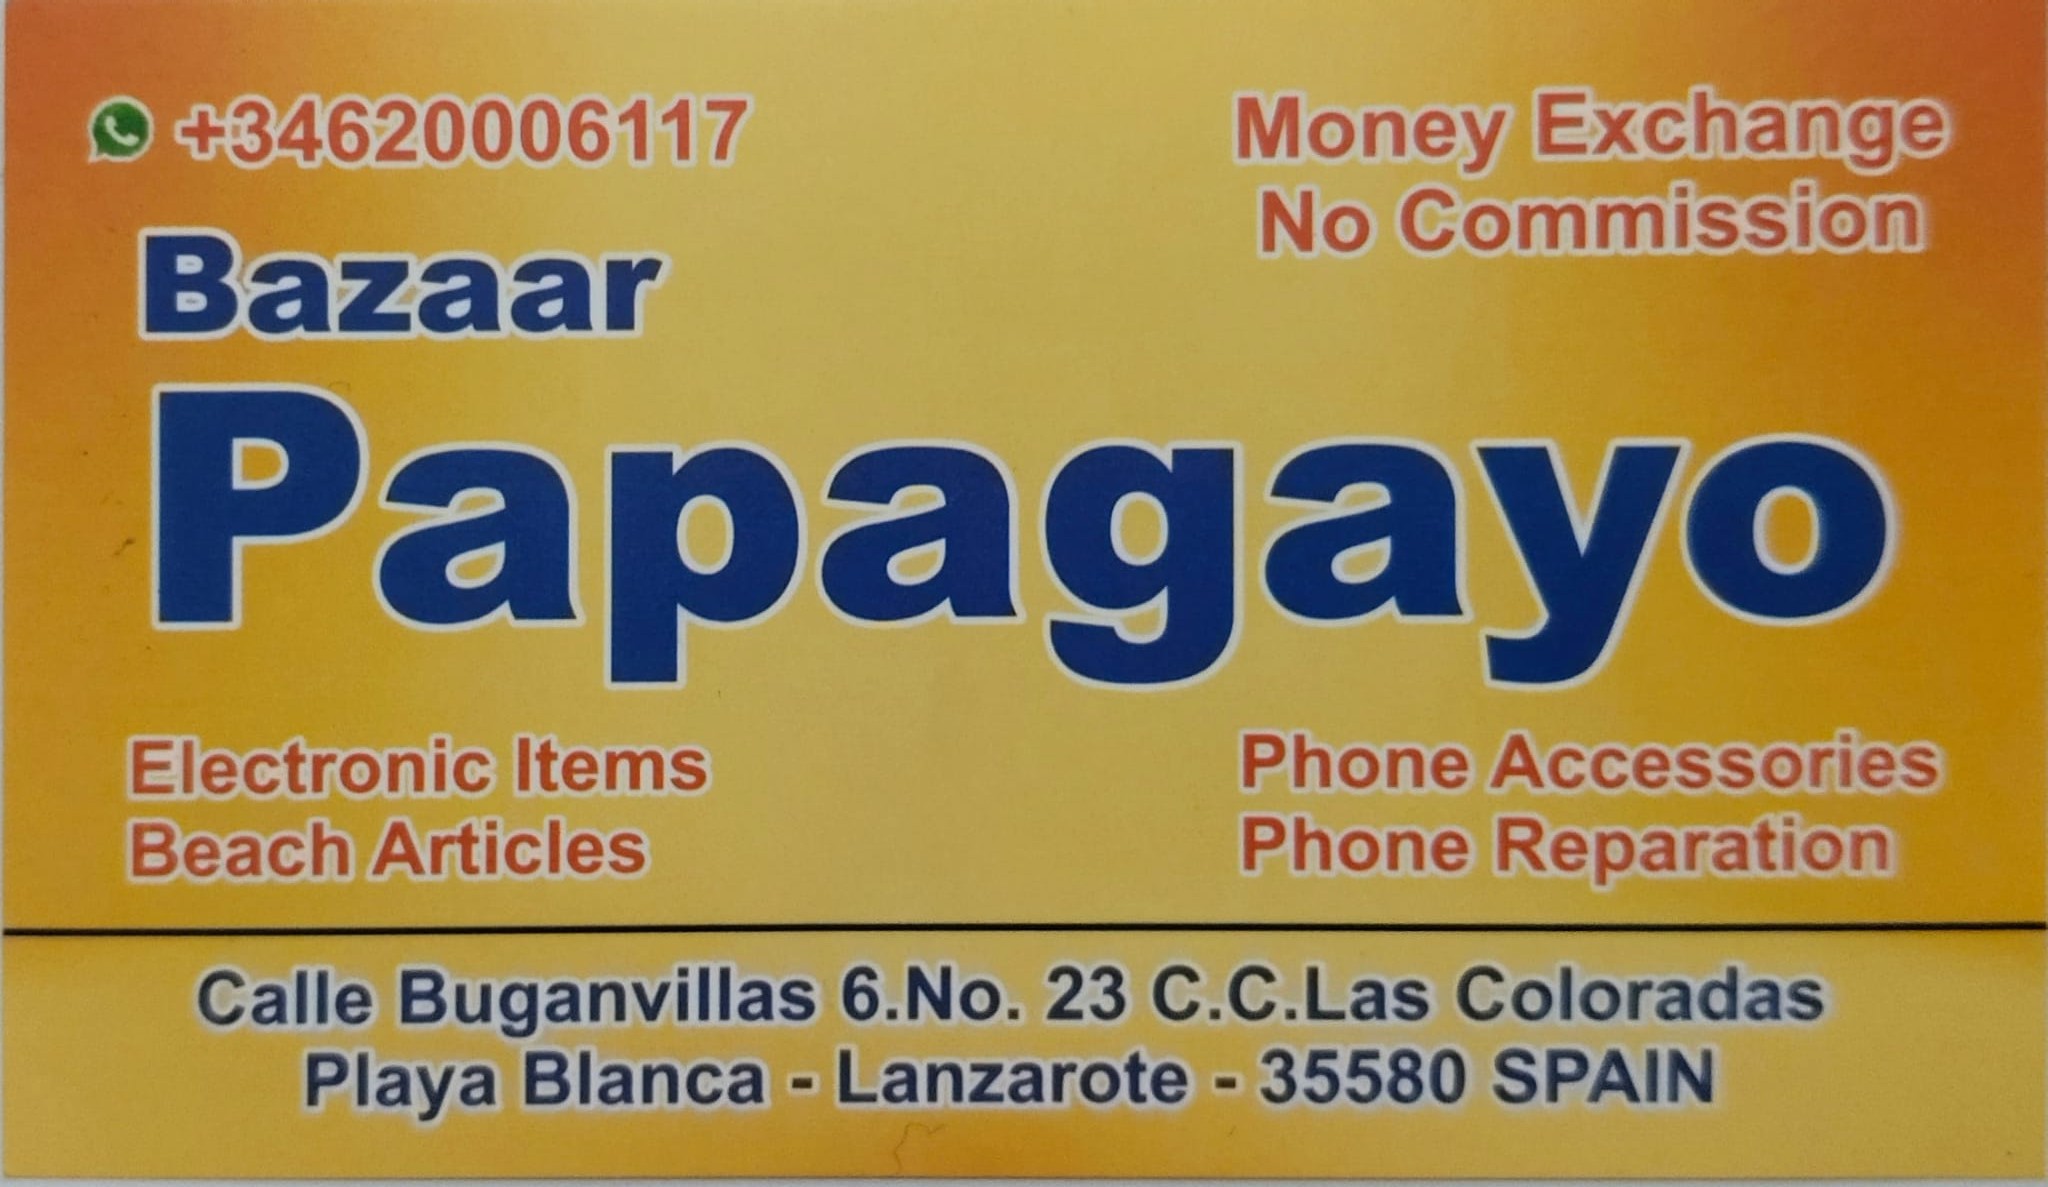 +34620006117
Money Exchange
No Commission
Bazaar
Papagayo
Electronic Items
Beach Articles
Phone Accessories
Phone Reparation
Calle Buganvillas 6.No. 23 C.C.Las Coloradas
Playa Blanca - Lanzarote - 35580 SPAIN